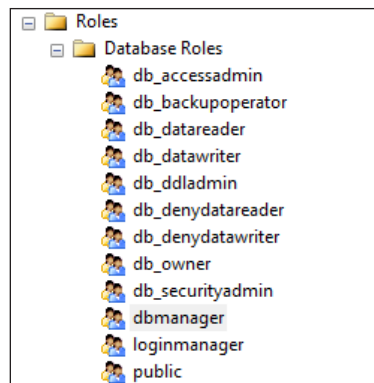 Roles
Database Roles
db_accessadmin
db_backupoperator
db_datareader
db_datawriter
db_ddladmin
db_denydatareader
db_denydatawriter
db_owner
db_securityadmin
dbmanager
loginmanager
public